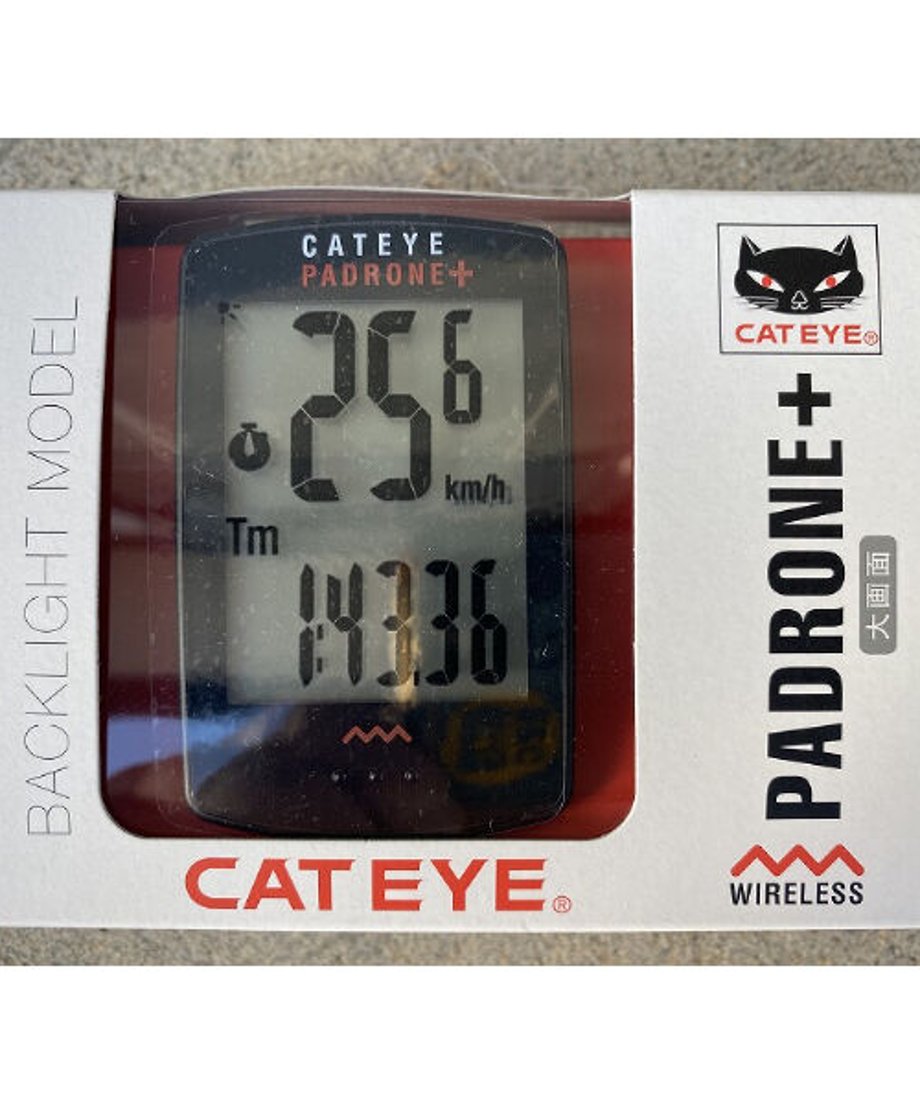 BACKLIGHT MODEL
CATEYE
PADRONE+
25.6
km/h
Tm
1:43.36
CATEYE®
CAT EYE®
PADRONE+
大画面
WIRELESS